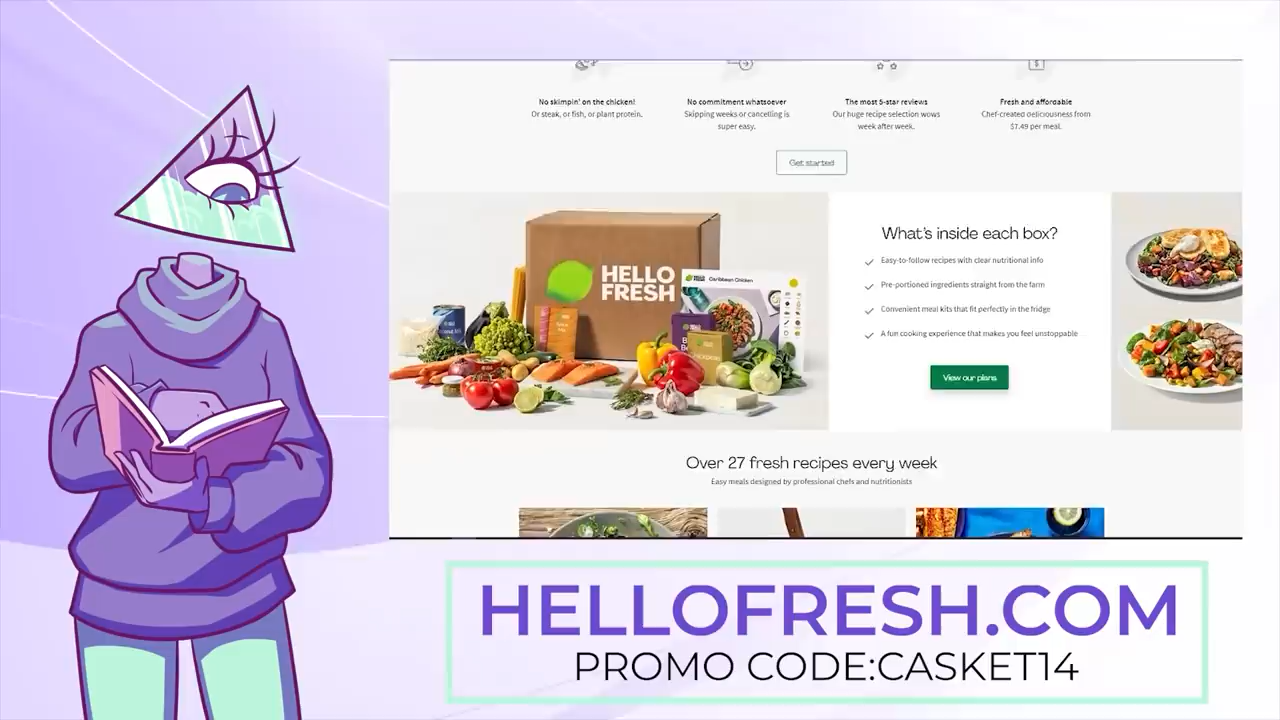 No skimpin' on the chicken!
Or steak, or fish, or plant protein.
No commitment whatsoever
Skipping weeks or cancelling is
super easy.
The most 5-star reviews
Our huge recipe selection wows
week after week.
Fresh and affordable
Chef-created deliciousness from
$7.49 per meal.
Get started
HELLO
FRESH
Caribbean Chicken
What's inside each box?
Easy-to-follow recipes with clear nutritional info
Pre-portioned ingredients straight from the farm
Convenient meal kits that fit perfectly in the fridge
A fun cooking experience that makes you feel unstoppable
View our plans
Over 27 fresh recipes every week
Easy meals designed by professional chefs and nutritionists
HELLOFRESH.COM
PROMO CODE:CASKET14